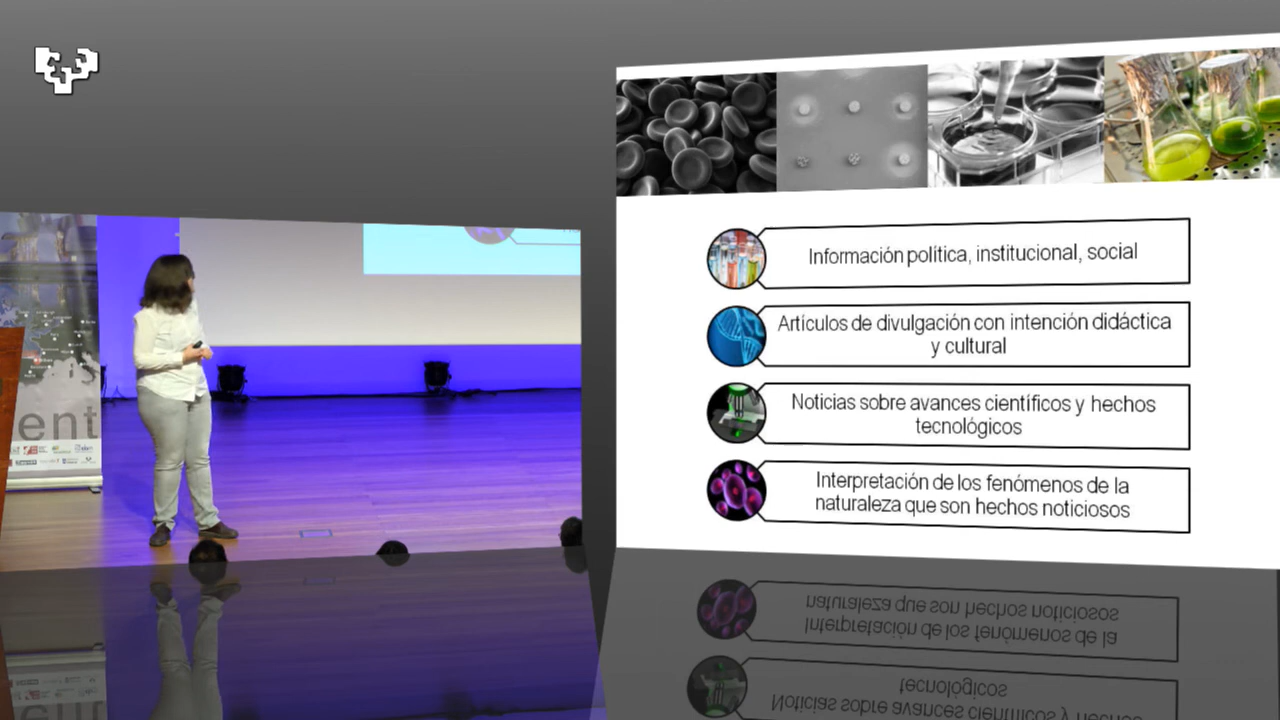 Información política, institucional, social
Artículos de divulgación con intención didáctica
y cultural
Noticias sobre avances científicos y hechos
tecnológicos
Interpretación de los fenómenos de la
naturaleza que son hechos noticiosos
ent